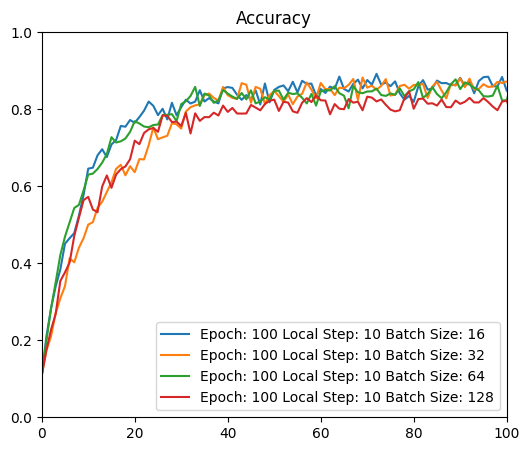 Accuracy
1.0
0.8
0.6
0.4
0.2
0.0
Epoch: 100 Local Step: 10 Batch Size: 16
Epoch: 100 Local Step: 10 Batch Size: 32
Epoch: 100 Local Step: 10 Batch Size: 64
Epoch: 100 Local Step: 10 Batch Size: 128
0 20 40 60 80 100